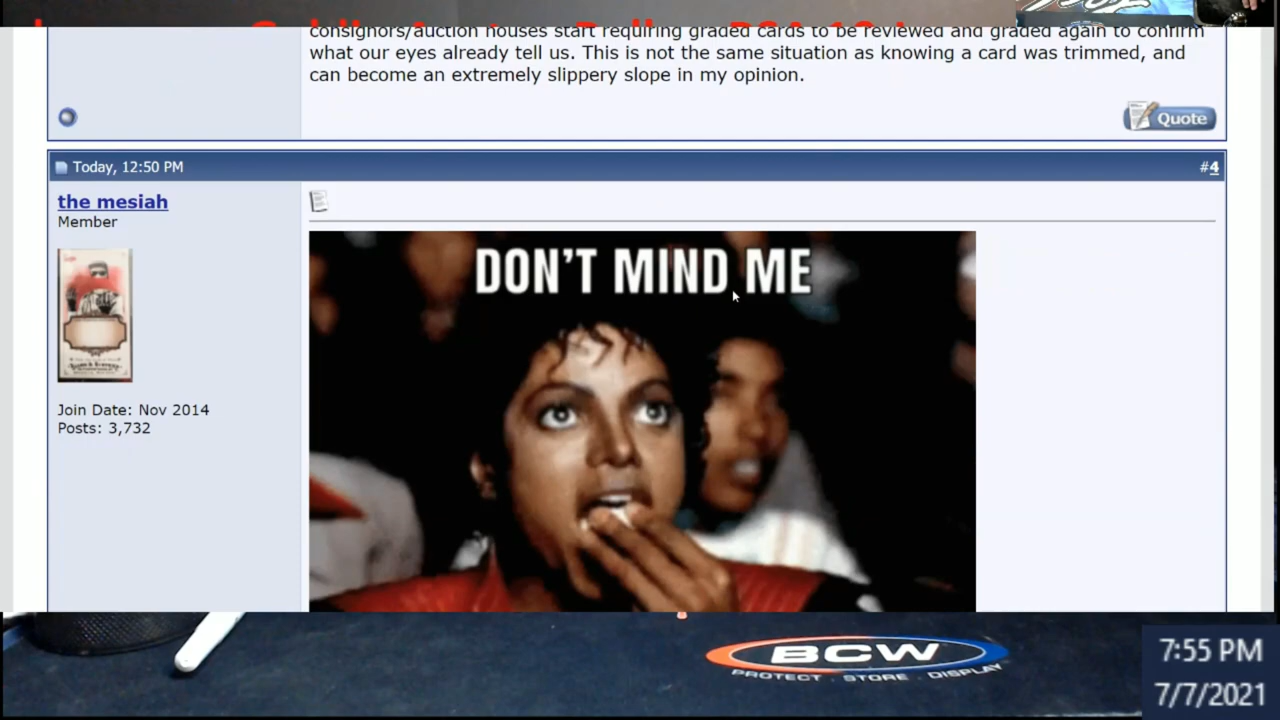 consignors/auction houses start requiring graded cards to be reviewed and graded again to confirm
what our eyes already tell us. This is not the same situation as knowing a card was trimmed, and
can become an extremely slippery slope in my opinion.
Quote
Today, 12:50 PM
#4
the mesiah
Member
Join Date: Nov 2014
Posts: 3,732
DON'T MIND ME
BCW
PROTECT · STORE · DISPLAY
7:55 PM
7/7/2021